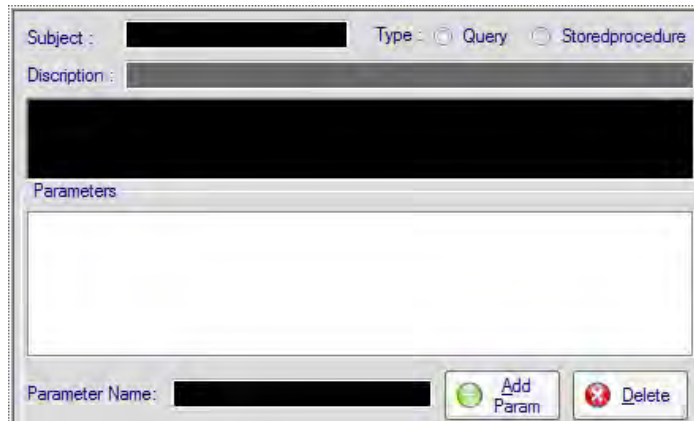 Subject : Type : Query Storedprocedure
Discription :
Parameters
Parameter Name: Add Param Delete